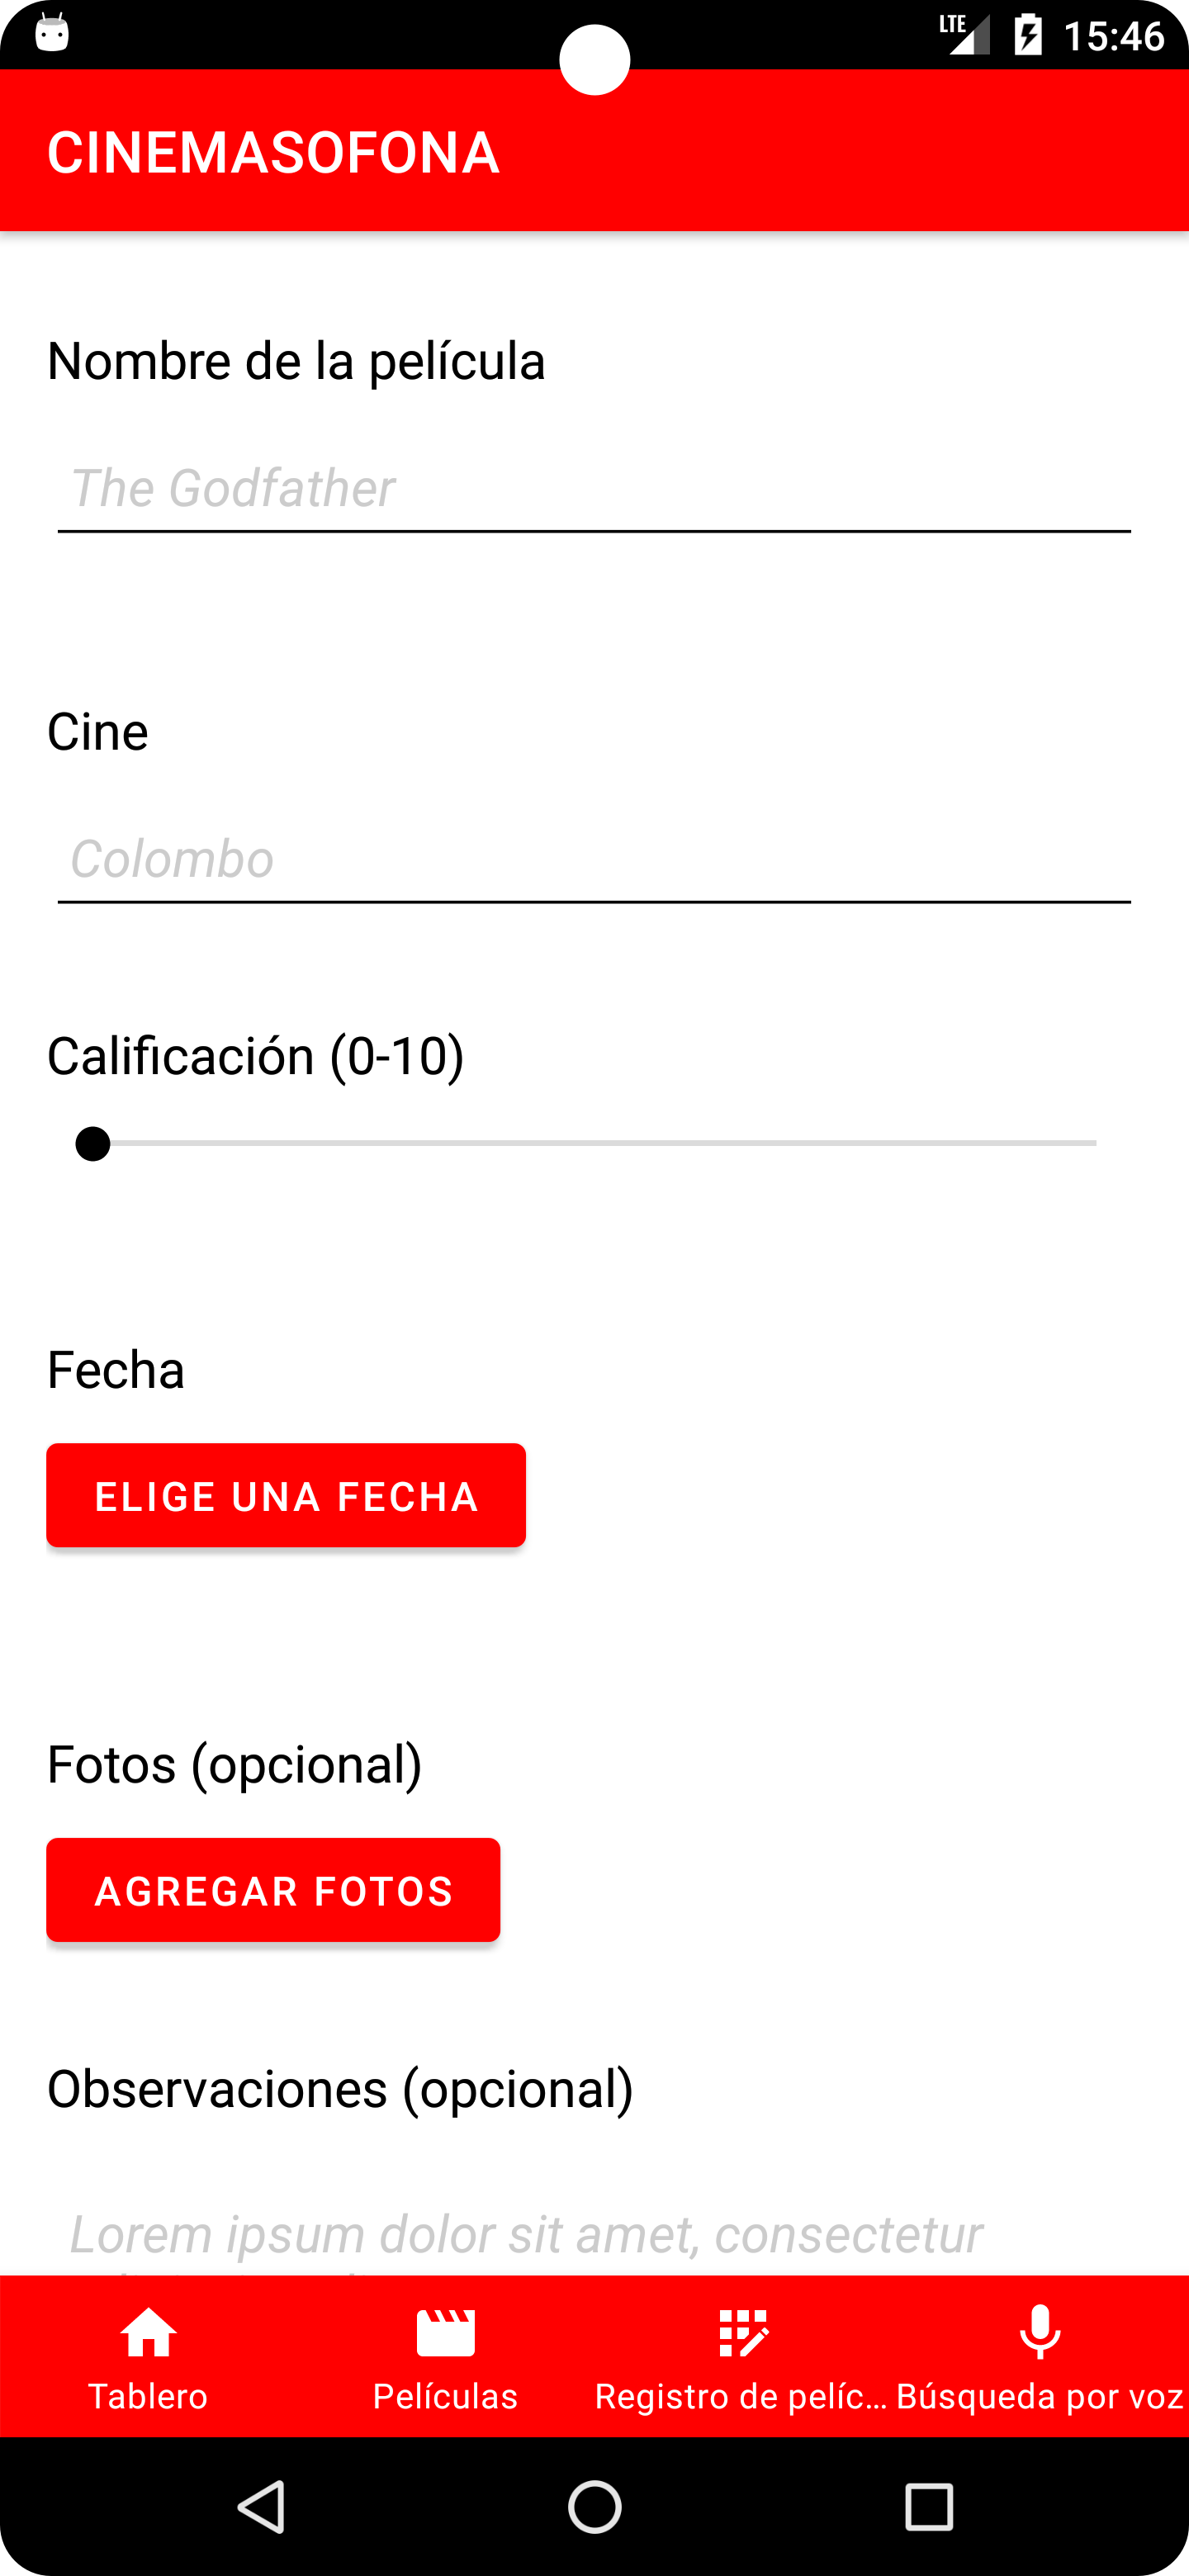 LTE 15:46
CINEMASOFONA
Nombre de la película
The Godfather
Cine
Colombo
Calificación (0-10)
Fecha
ELIGE UNA FECHA
Fotos (opcional)
AGREGAR FOTOS
Observaciones (opcional)
Lorem ipsum dolor sit amet, consectetur
Tablero
Películas
Registro de pelíc...
Búsqueda por voz